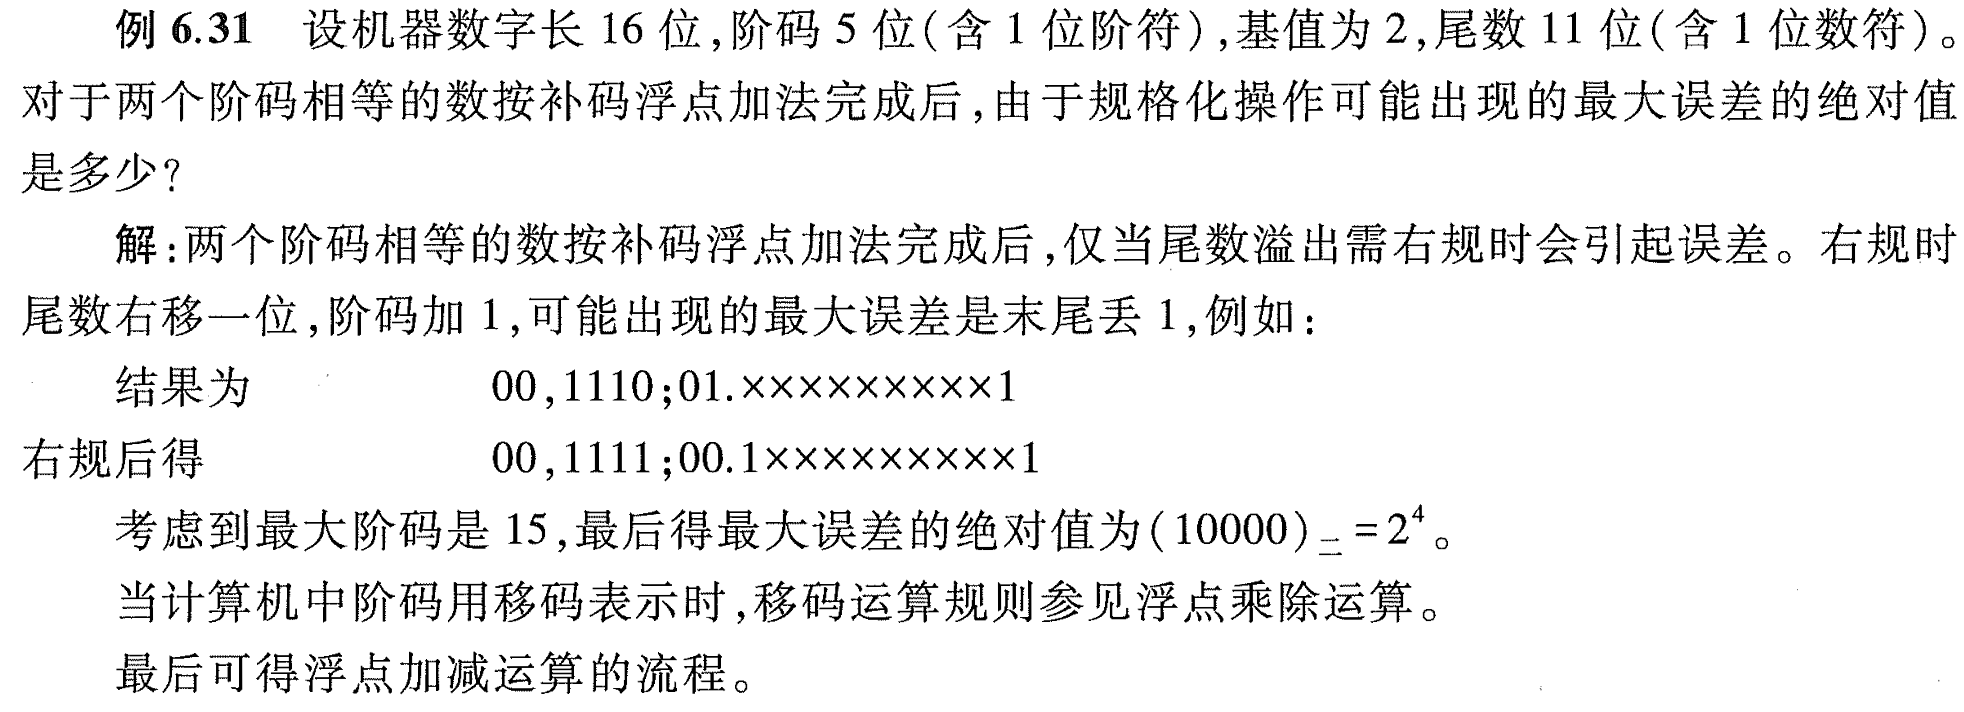 例 6.31 设机器数字长 16 位,阶码 5 位(含 1 位阶符),基值为 2,尾数 11 位(含 1 位数符)。
对于两个阶码相等的数按补码浮点加法完成后,由于规格化操作可能出现的最大误差的绝对值
是多少?
解:两个阶码相等的数按补码浮点加法完成后,仅当尾数溢出需右规时会引起误差。右规时
尾数右移一位,阶码加 1,可能出现的最大误差是末尾丢 1,例如:
结果为 00,1110;01.×××××××××1
右规后得 00,1111;00.1×××××××××1
考虑到最大阶码是 15,最后得最大误差的绝对值为(10000)二=2⁴。
当计算机中阶码用移码表示时,移码运算规则参见浮点乘除运算。
最后可得浮点加减运算的流程。